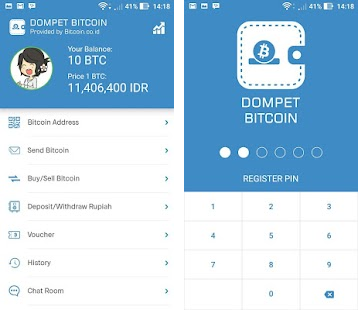 14:18
DOMPET BITCOIN
Provided by Bitcoin.co.id
Your Balance:
10 BTC
Price 1 BTC:
11,406,400 IDR
Bitcoin Address
Send Bitcoin
Buy/Sell Bitcoin
Deposit/Withdraw Rupiah
Voucher
History
Chat Room
14:18
DOMPET
BITCOIN
REGISTER PIN
1 2 3
4 5 6
7 8 9
0